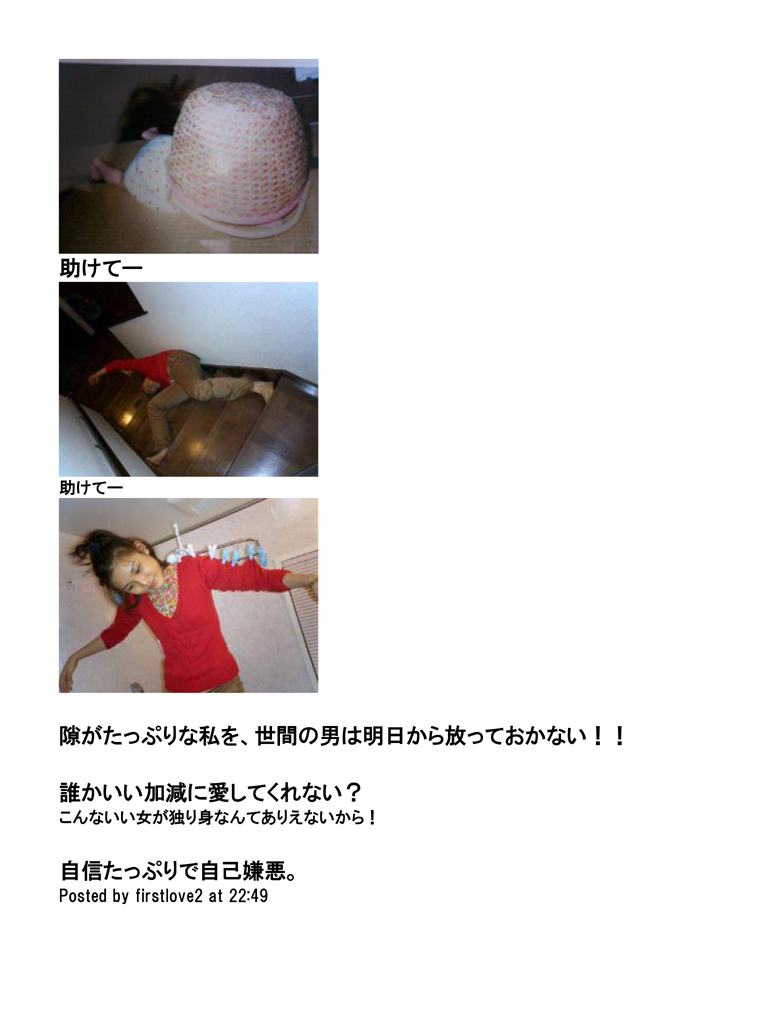 助けてー
助けてー
隙がたっぷりな私を、世間の男は明日から放っておかない！！
誰かいい加減に愛してくれない？
こんないい女が独り身なんてありえないから！
自信たっぷりで自己嫌悪。
Posted by firstlove2 at 22:49